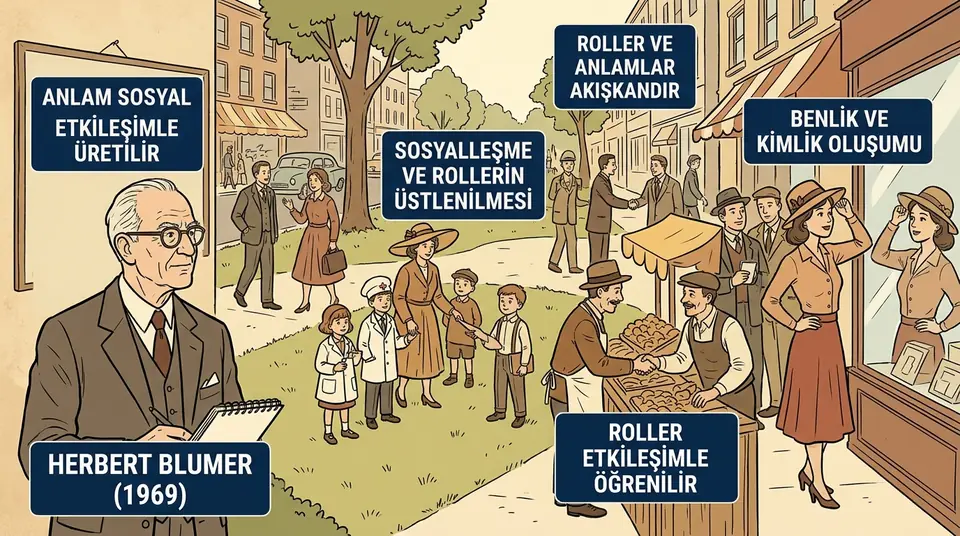 ANLAM SOSYAL
ETKİLEŞİMLE
ÜRETİLİR
SOSYALLEŞME
VE ROLLERİN
ÜSTLENİLMESİ
ROLLER VE
ANLAMLAR
AKIŞKANDIR
BENLİK VE
KİMLİK OLUŞUMU
HERBERT BLUMER
(1969)
ROLLER
ETKİLEŞİMLE
ÖĞRENİLİR